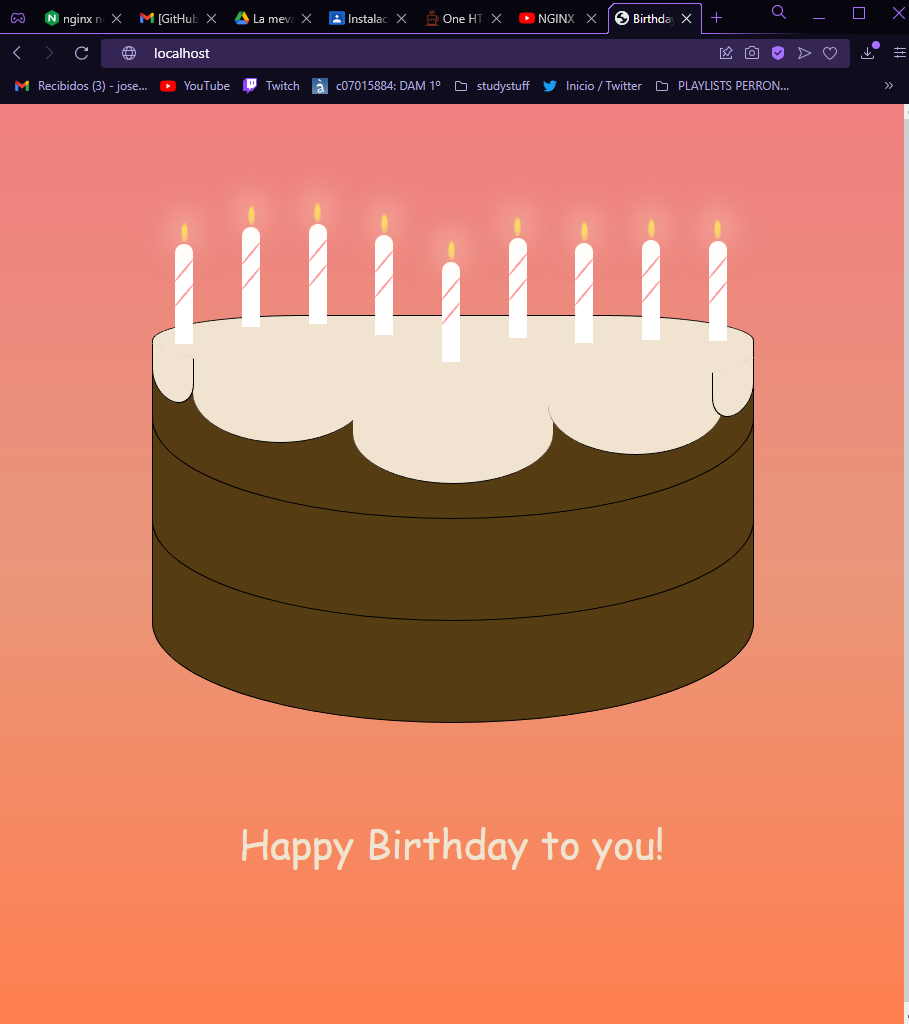 nginx n
[GitHub
La meva
Instalac
One HT
NGINX
Birthday
localhost
Recibidos (3) - jose...
YouTube
Twitch
c07015884: DAM 1º
studystuff
Inicio / Twitter
PLAYLISTS PERRON...
Happy Birthday to you!